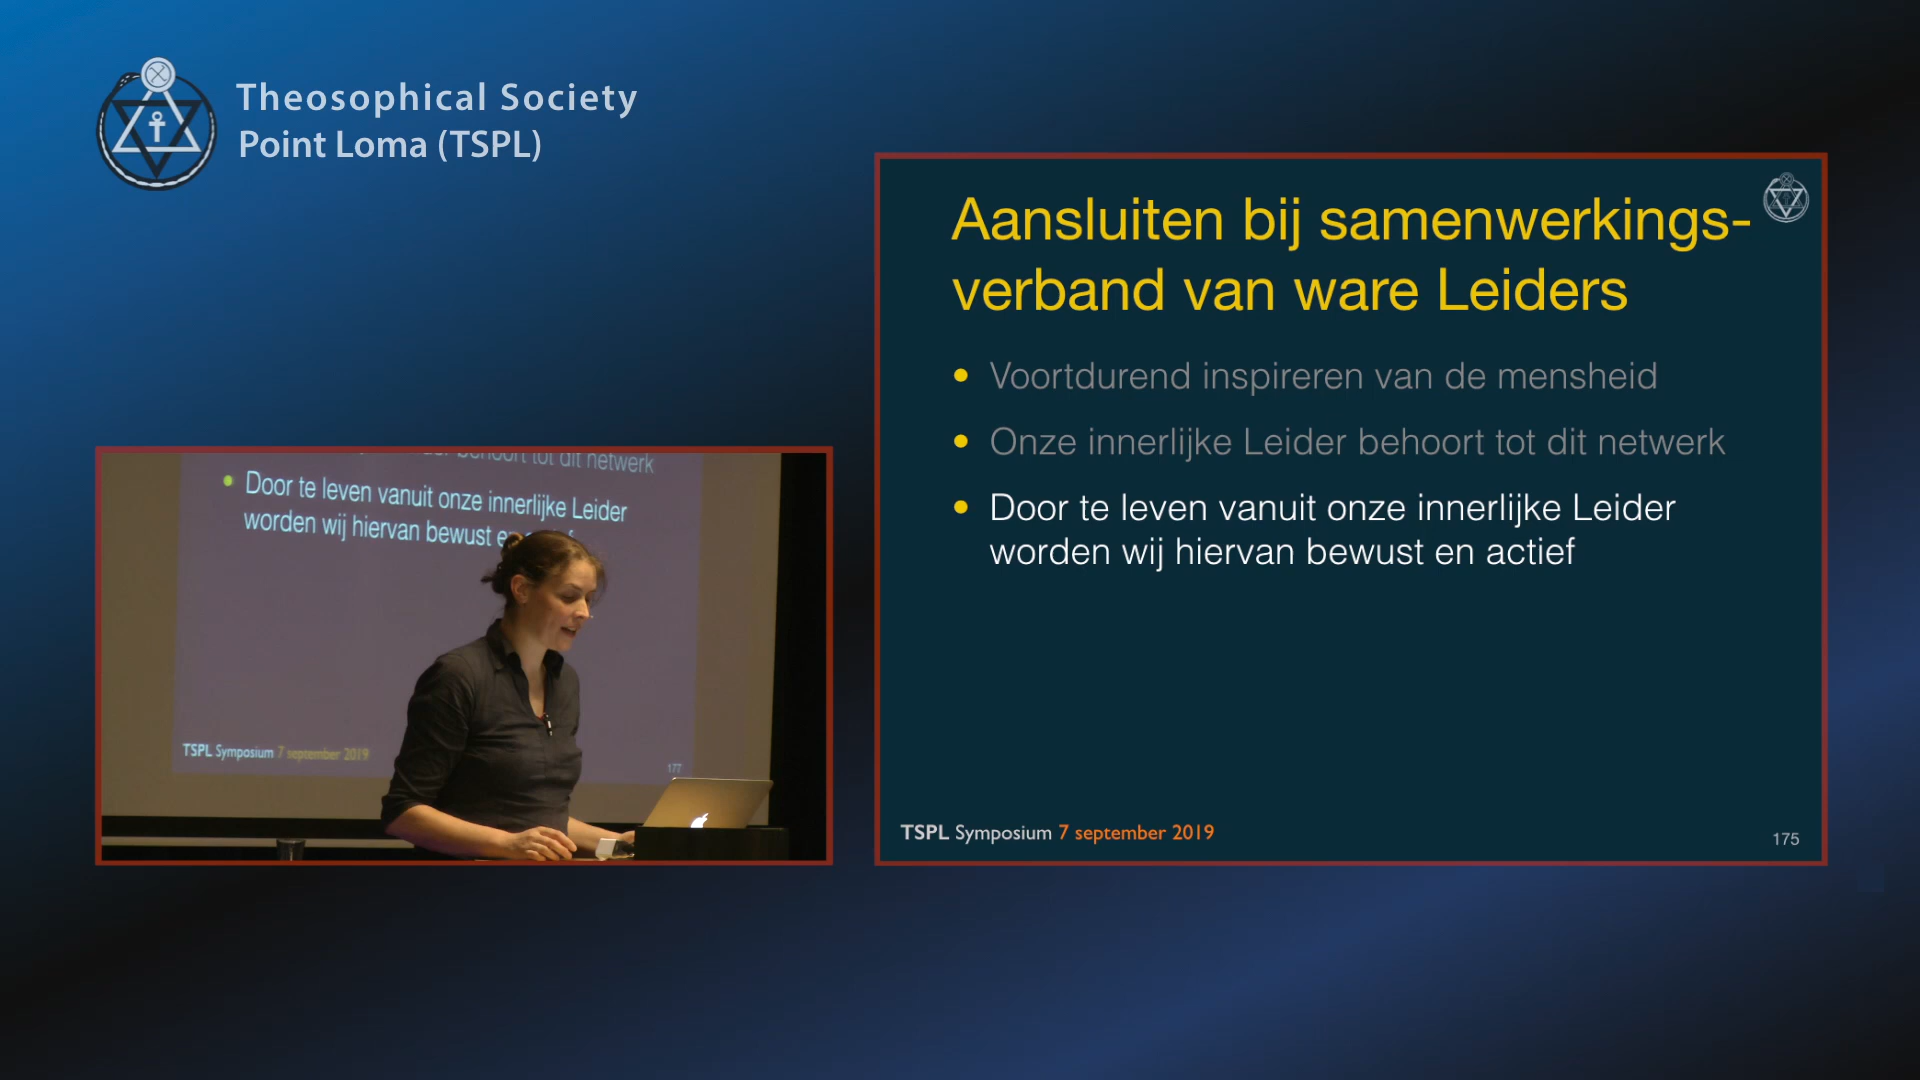 Theosophical Society
Point Loma (TSPL)
Aansluiten bij samenwerkings-
verband van ware Leiders
• Voortdurend inspireren van de mensheid
• Onze innerlijke Leider behoort tot dit netwerk
• Door te leven vanuit onze innerlijke Leider
worden wij hiervan bewust en actief
TSPL Symposium 7 september 2019
175
behoort tot dit netwerk
• Door te leven vanuit onze innerlijke Leider
worden wij hiervan bewust
TSPL Symposium 7 september 2019
177